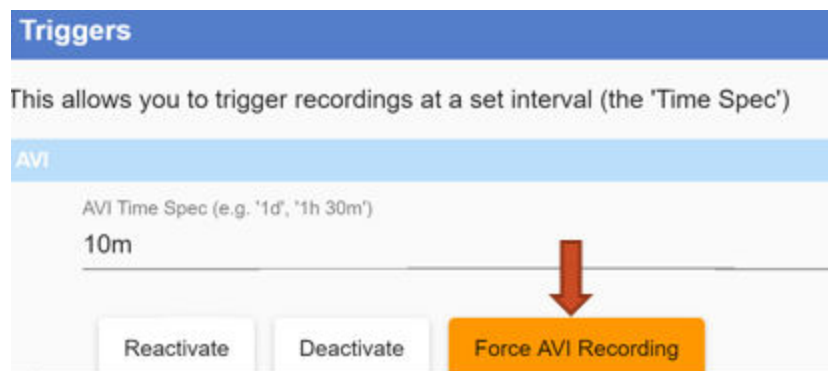 Triggers
This allows you to trigger recordings at a set interval (the 'Time Spec')
AVI
AVI Time Spec (e.g. '1d', '1h 30m')
10m
Reactivate Deactivate Force AVI Recording